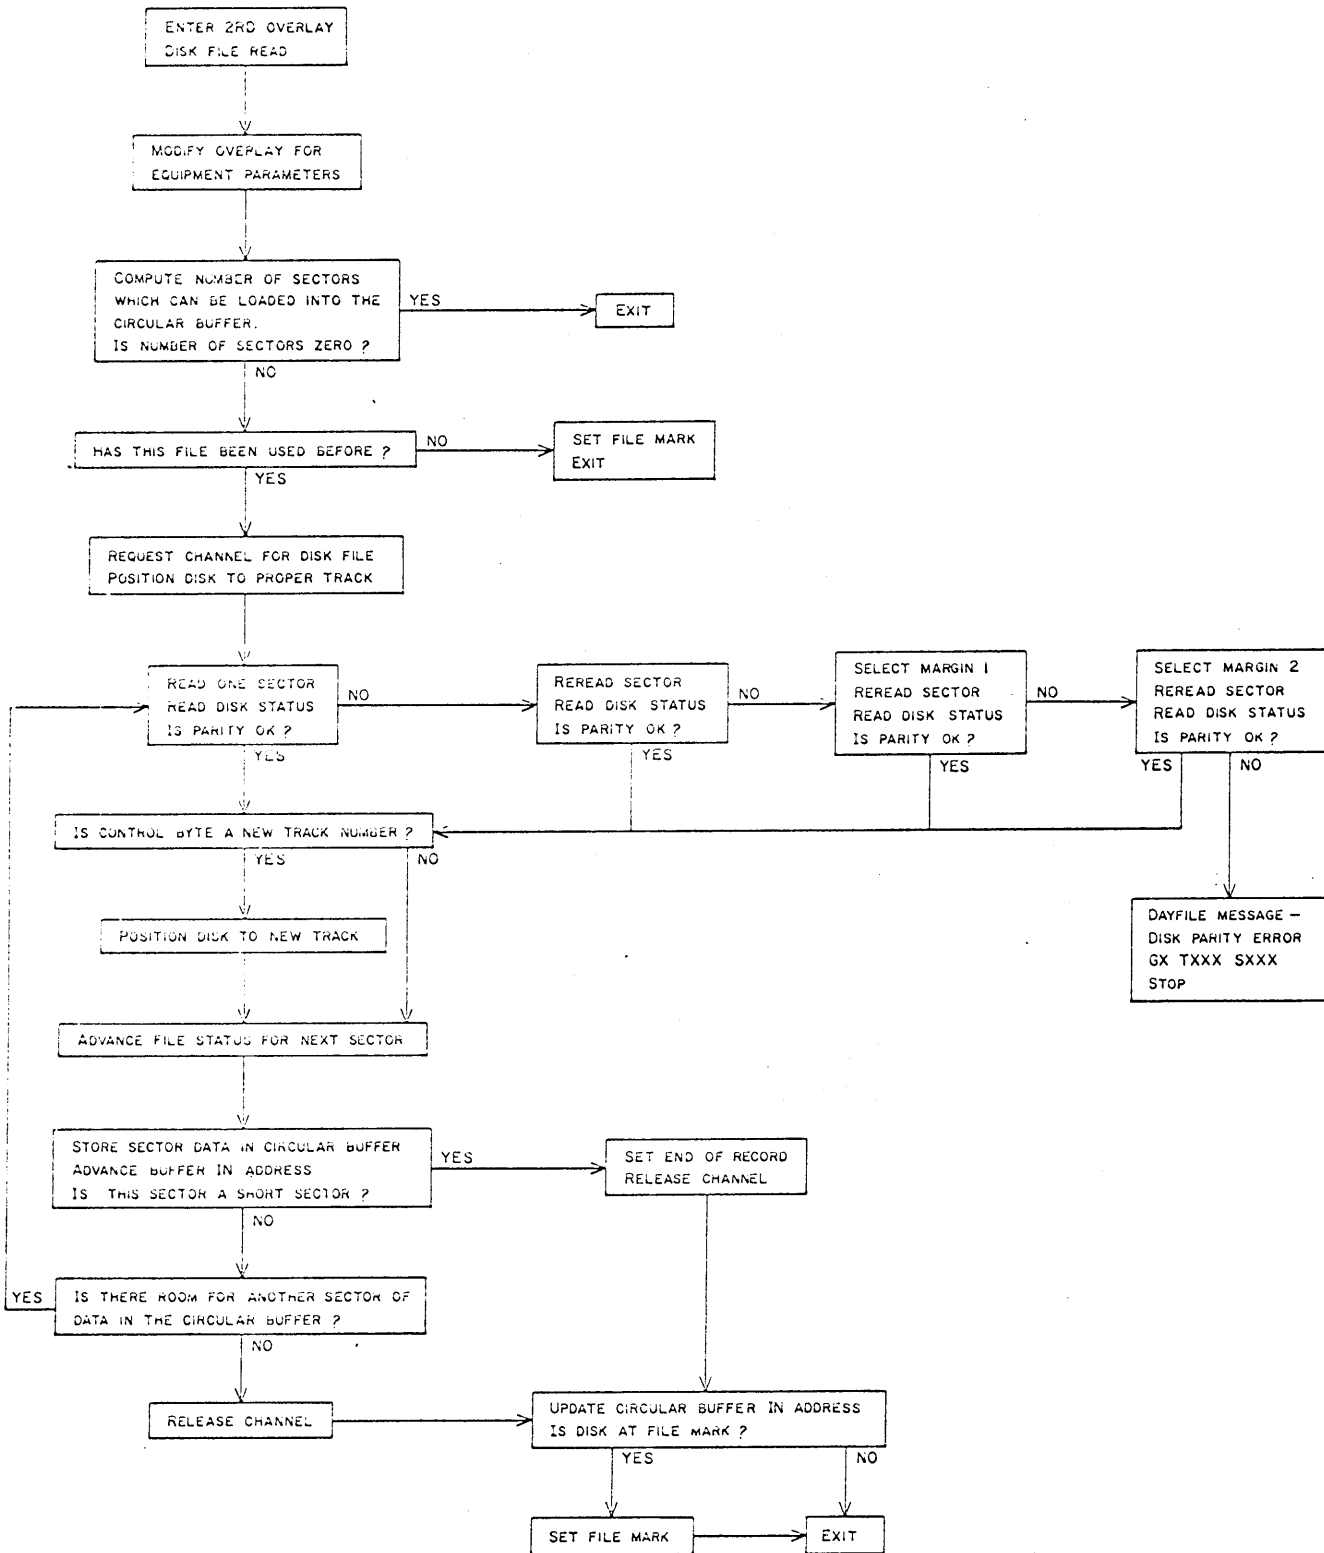 ENTER 2RD OVERLAY
DISK FILE READ
MODIFY OVERLAY FOR
EQUIPMENT PARAMETERS
COMPUTE NUMBER OF SECTORS
WHICH CAN BE LOADED INTO THE
CIRCULAR BUFFER.
IS NUMBER OF SECTORS ZERO ?
YES
EXIT
NO
HAS THIS FILE BEEN USED BEFORE ?
NO
SET FILE MARK
EXIT
YES
REQUEST CHANNEL FOR DISK FILE
POSITION DISK TO PROPER TRACK
READ ONE SECTOR
READ DISK STATUS
IS PARITY OK ?
NO
YES
REREAD SECTOR
READ DISK STATUS
IS PARITY OK ?
NO
YES
SELECT MARGIN 1
REREAD SECTOR
READ DISK STATUS
IS PARITY OK ?
NO
YES
SELECT MARGIN 2
REREAD SECTOR
READ DISK STATUS
IS PARITY OK ?
YES
NO
IS CONTROL BYTE A NEW TRACK NUMBER ?
YES
NO
DAYFILE MESSAGE –
DISK PARITY ERROR
GX TXXX SXXX
STOP
POSITION DISK TO NEW TRACK
ADVANCE FILE STATUS FOR NEXT SECTOR
STORE SECTOR DATA IN CIRCULAR BUFFER
ADVANCE BUFFER IN ADDRESS
IS THIS SECTOR A SHORT SECTOR ?
YES
SET END OF RECORD
RELEASE CHANNEL
NO
YES
IS THERE ROOM FOR ANOTHER SECTOR OF
DATA IN THE CIRCULAR BUFFER ?
NO
RELEASE CHANNEL
UPDATE CIRCULAR BUFFER IN ADDRESS
IS DISK AT FILE MARK ?
YES
NO
SET FILE MARK
EXIT